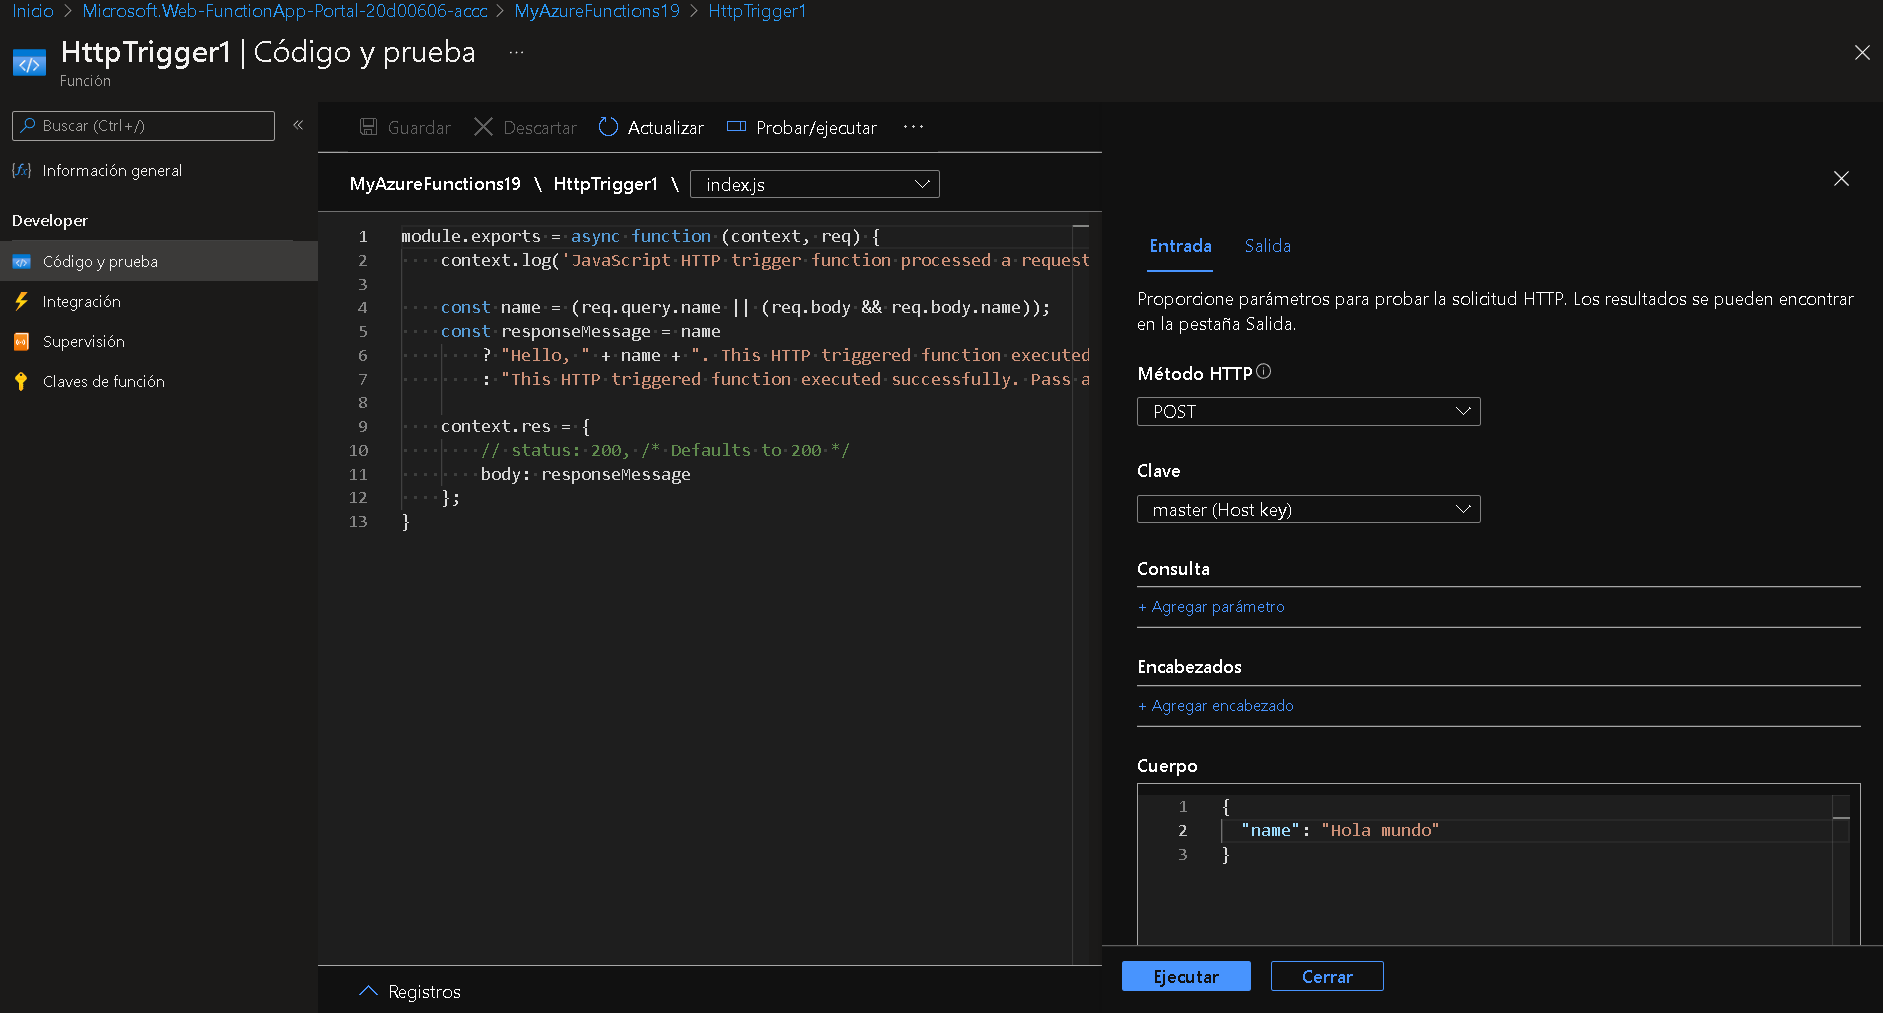 Inicio > Microsoft.Web-FunctionApp-Portal-20d00606-accc > MyAzureFunctions19 > HttpTrigger1
HttpTrigger1 | Código y prueba ...
Función
Buscar (Ctrl+/)
«
Información general
Developer
Código y prueba
Integración
Supervisión
Claves de función
Guardar
Descartar
Actualizar
Probar/ejecutar
...
MyAzureFunctions19 \ HttpTrigger1 \ index.js
1 module.exports = async function (context, req) {
2 context.log('JavaScript HTTP trigger function processed a request
3
4 const name = (req.query.name || (req.body && req.body.name));
5 const responseMessage = name
6 ? "Hello, " + name + ". This HTTP triggered function executed
7 : "This HTTP triggered function executed successfully. Pass a
8
9 context.res = {
10 // status: 200, /* Defaults to 200 */
11 body: responseMessage
12 };
13 }
Registros
Entrada
Salida
Proporcione parámetros para probar la solicitud HTTP. Los resultados se pueden encontrar
en la pestaña Salida.
Método HTTP
POST
Clave
master (Host key)
Consulta
+ Agregar parámetro
Encabezados
+ Agregar encabezado
Cuerpo
1 {
2 "name": "Hola mundo"
3 }
Ejecutar
Cerrar